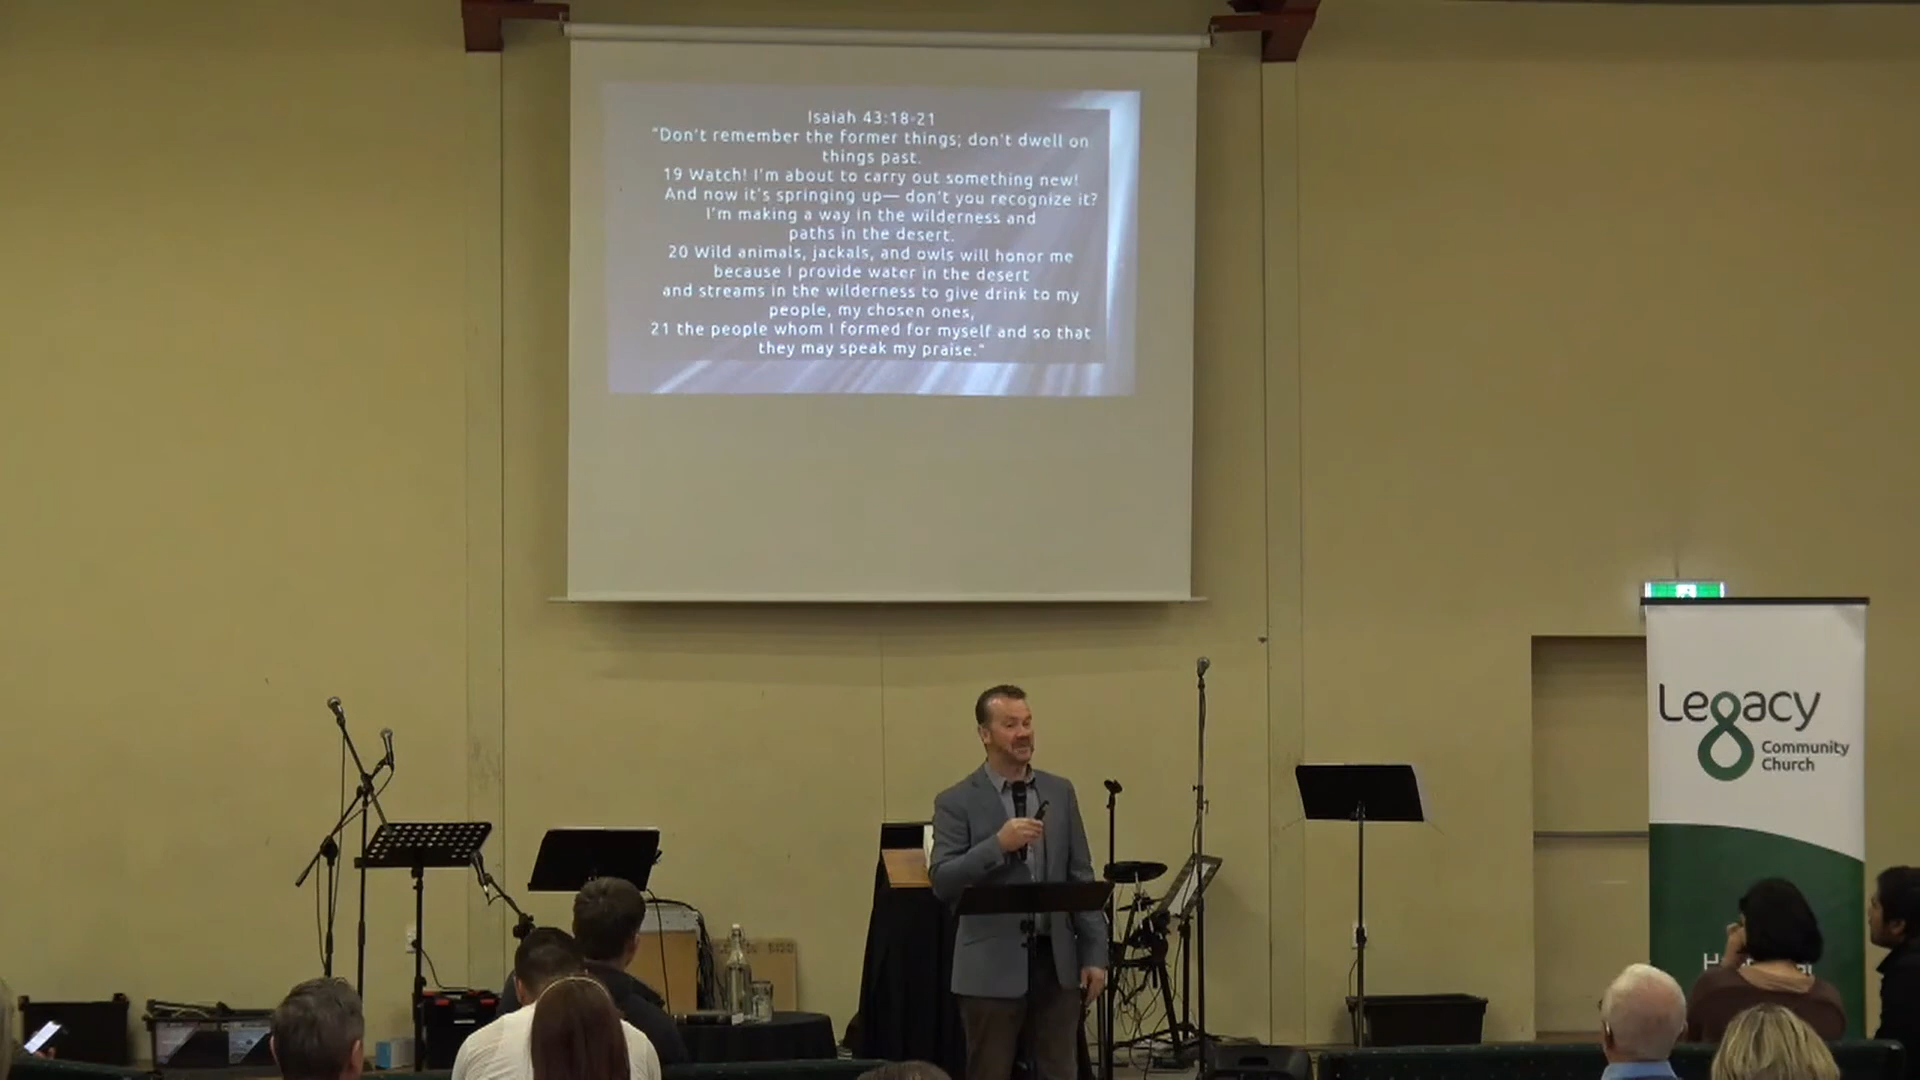 Isaiah 43:18-21
"Don't remember the former things; don't dwell on
things past.
19 Watch! I'm about to carry out something new!
And now it's springing up— don't you recognize it?
I'm making a way in the wilderness and
paths in the desert.
20 Wild animals, jackals, and owls will honor me
because I provide water in the desert
and streams in the wilderness to give drink to my
people, my chosen ones,
21 the people whom I formed for myself and so that
they may speak my praise."
Legacy
Community
Church